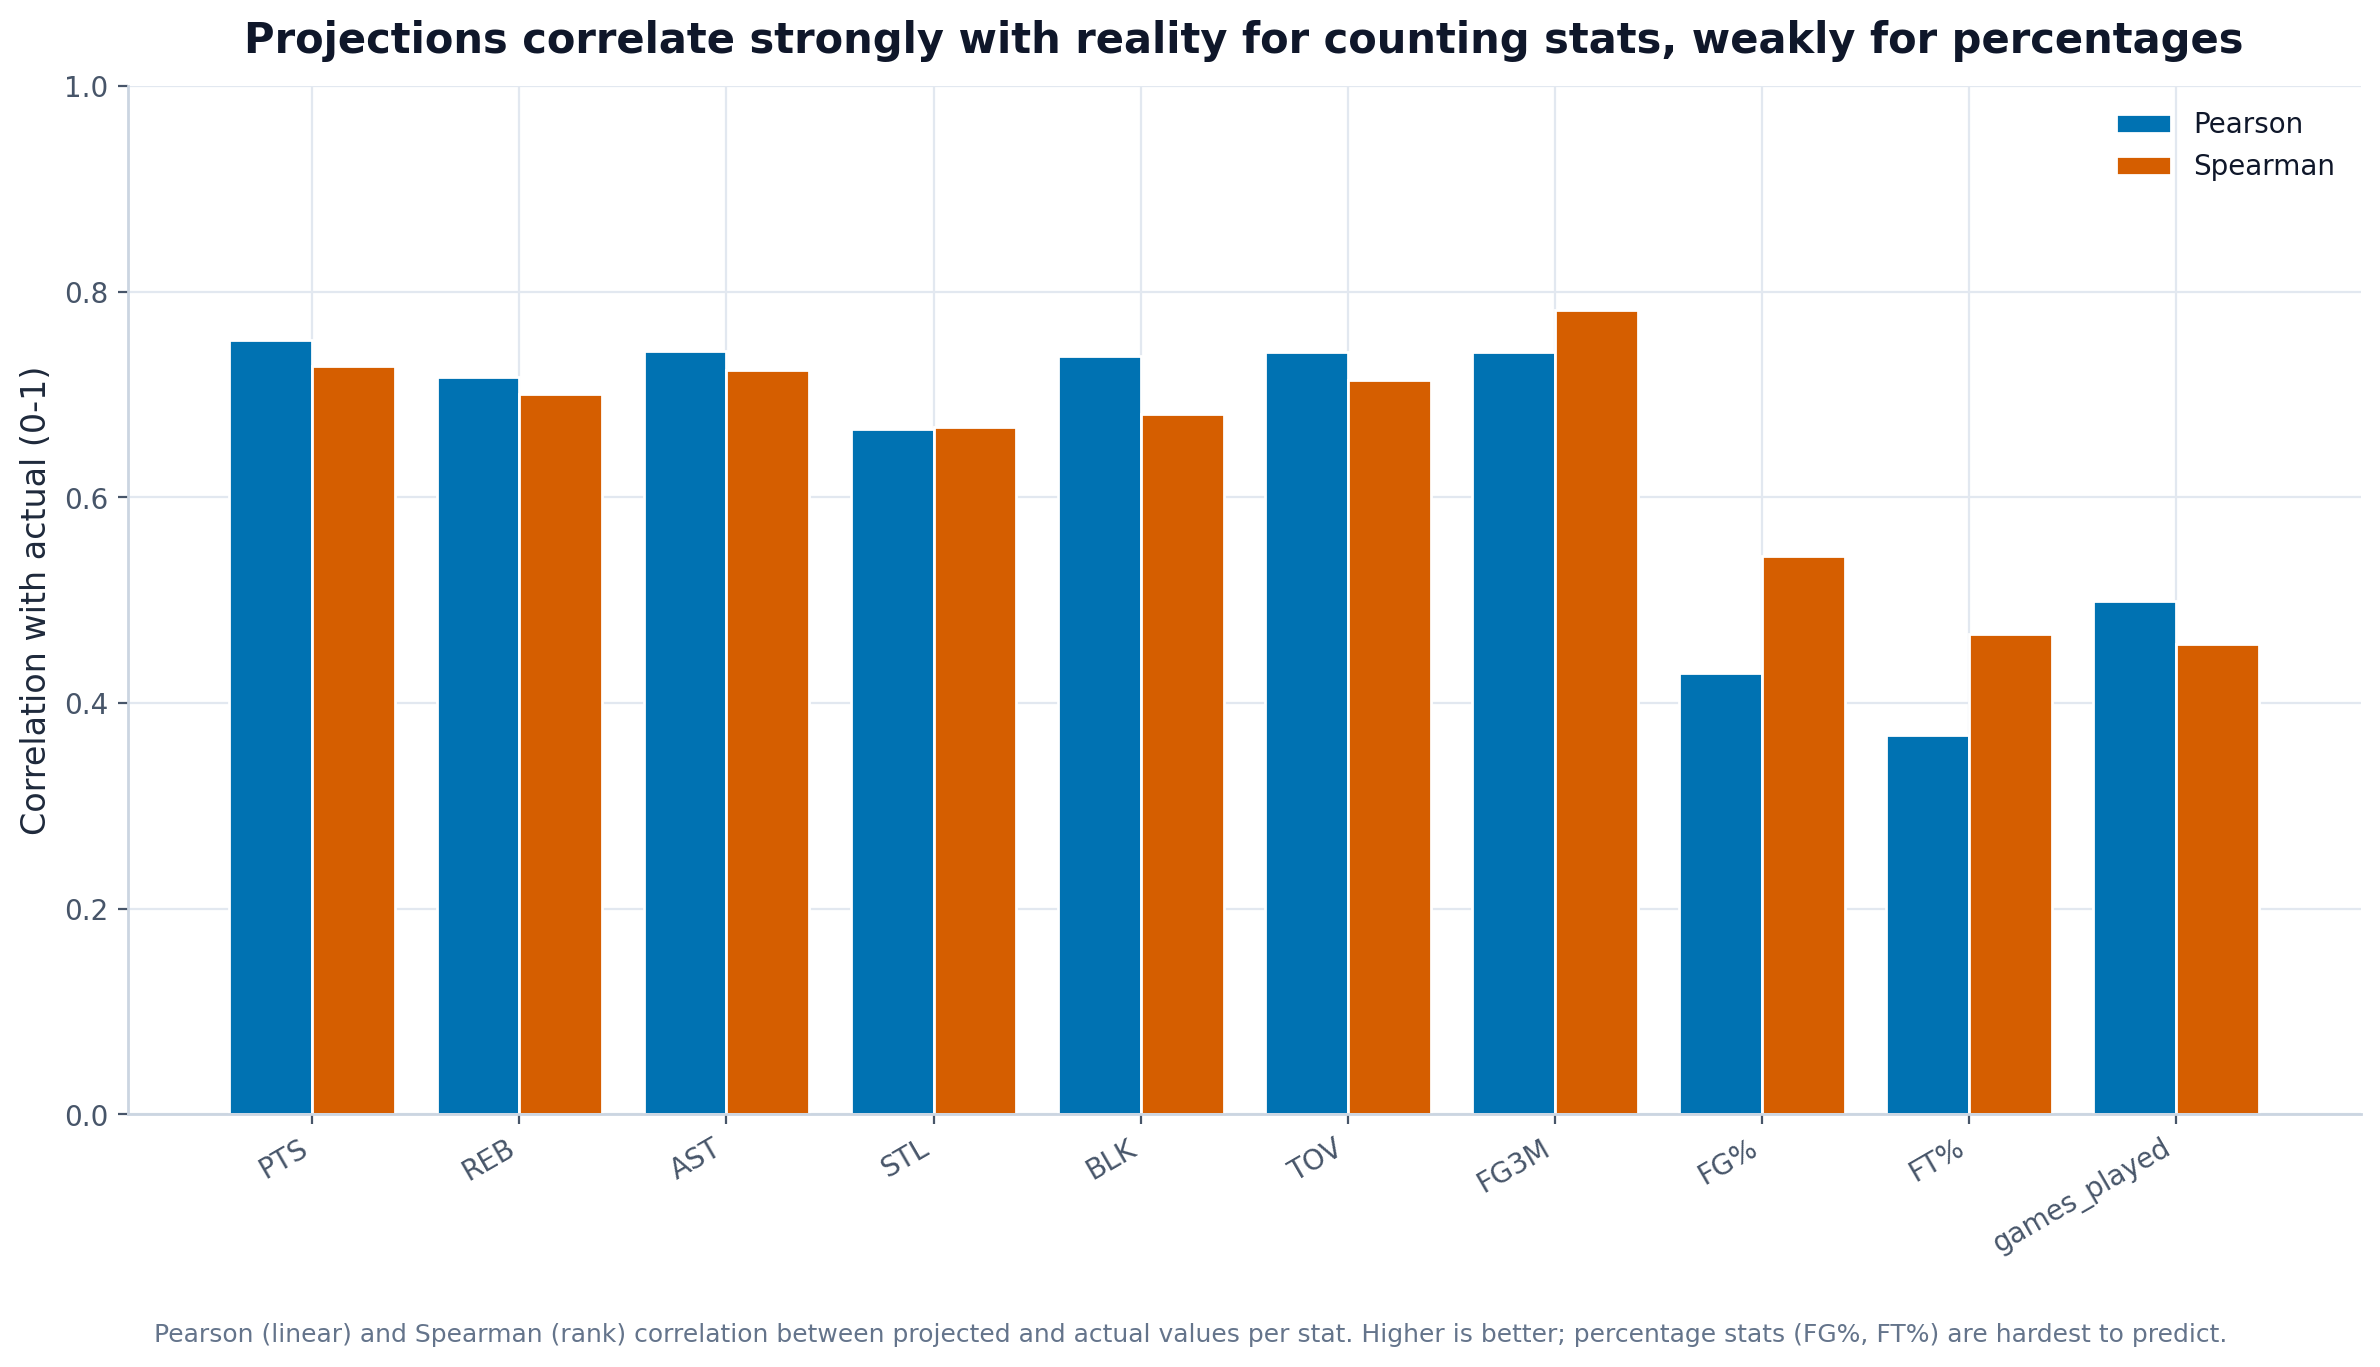 Projections correlate strongly with reality for counting stats, weakly for percentages
Pearson
Spearman
Correlation with actual (0-1)
1.0
0.8
0.6
0.4
0.2
0.0
PTS
REB
AST
STL
BLK
TOV
FG3M
FG%
FT%
games_played
Pearson (linear) and Spearman (rank) correlation between projected and actual values per stat. Higher is better; percentage stats (FG%, FT%) are hardest to predict.